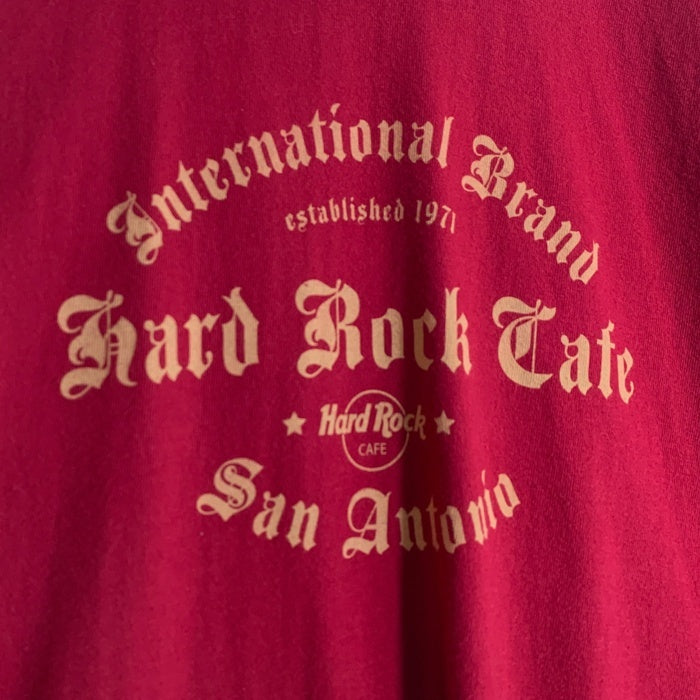 International Brand
established 1971
Hard Rock Cafe
Hard Rock
CAFE
San Antonio